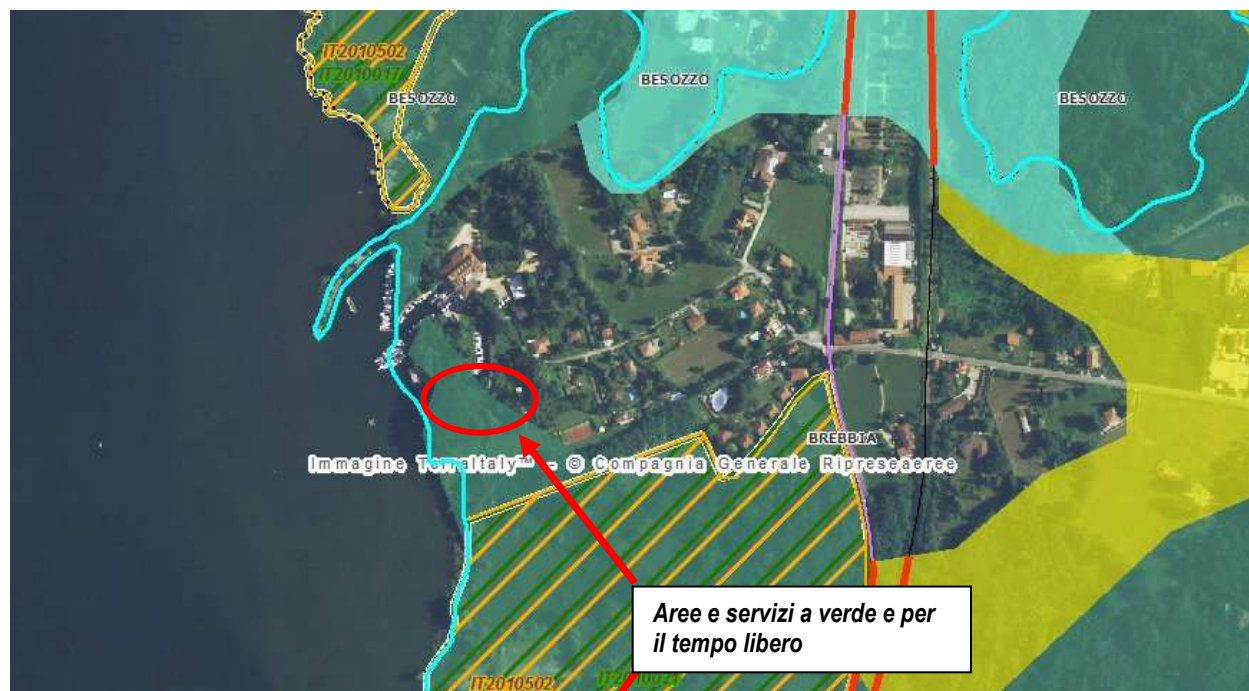 IT2010502
IT2010017
BESOZZO
BESOZZO
BESOZZO
BREBBIA
Immagine TerraItaly™ - © Compagnia Generale Ripreseaeree
Aree e servizi a verde e per
il tempo libero
IT2010502
IT2010021